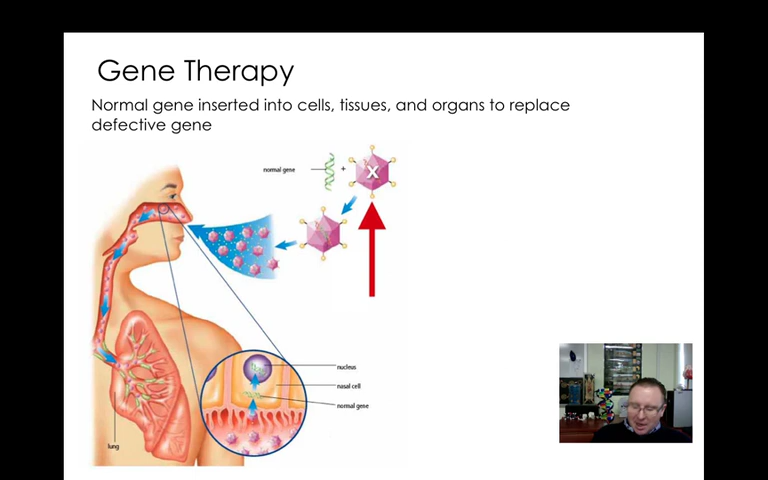 Gene Therapy
Normal gene inserted into cells, tissues, and organs to replace
defective gene
normal gene
+
X
nucleus
nasal cell
normal gene
lung